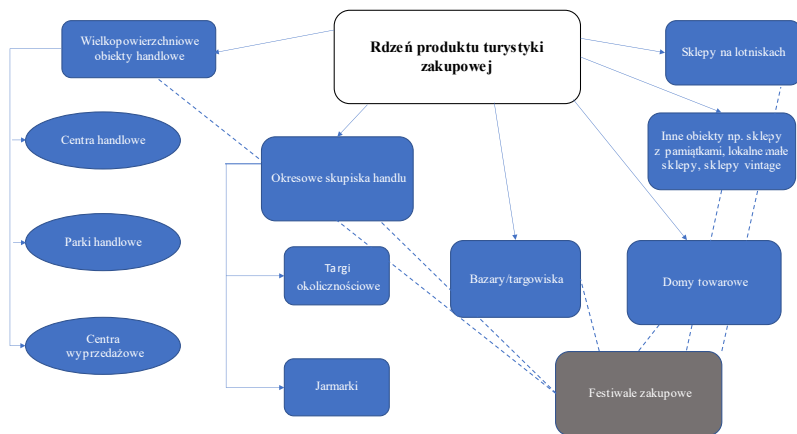 Rdzeń produktu turystyki
zakupowej
Wielkopowierzchniowe
obiekty handlowe
Sklepy na lotniskach
Centra handlowe
Inne obiekty np. sklepy
z pamiątkami, lokalne małe
sklepy, sklepy vintage
Okresowe skupiska handlu
Parki handlowe
Targi
okolicznościowe
Bazary/targowiska
Domy towarowe
Centra
wyprzedażowe
Jarmarki
Festiwale zakupowe